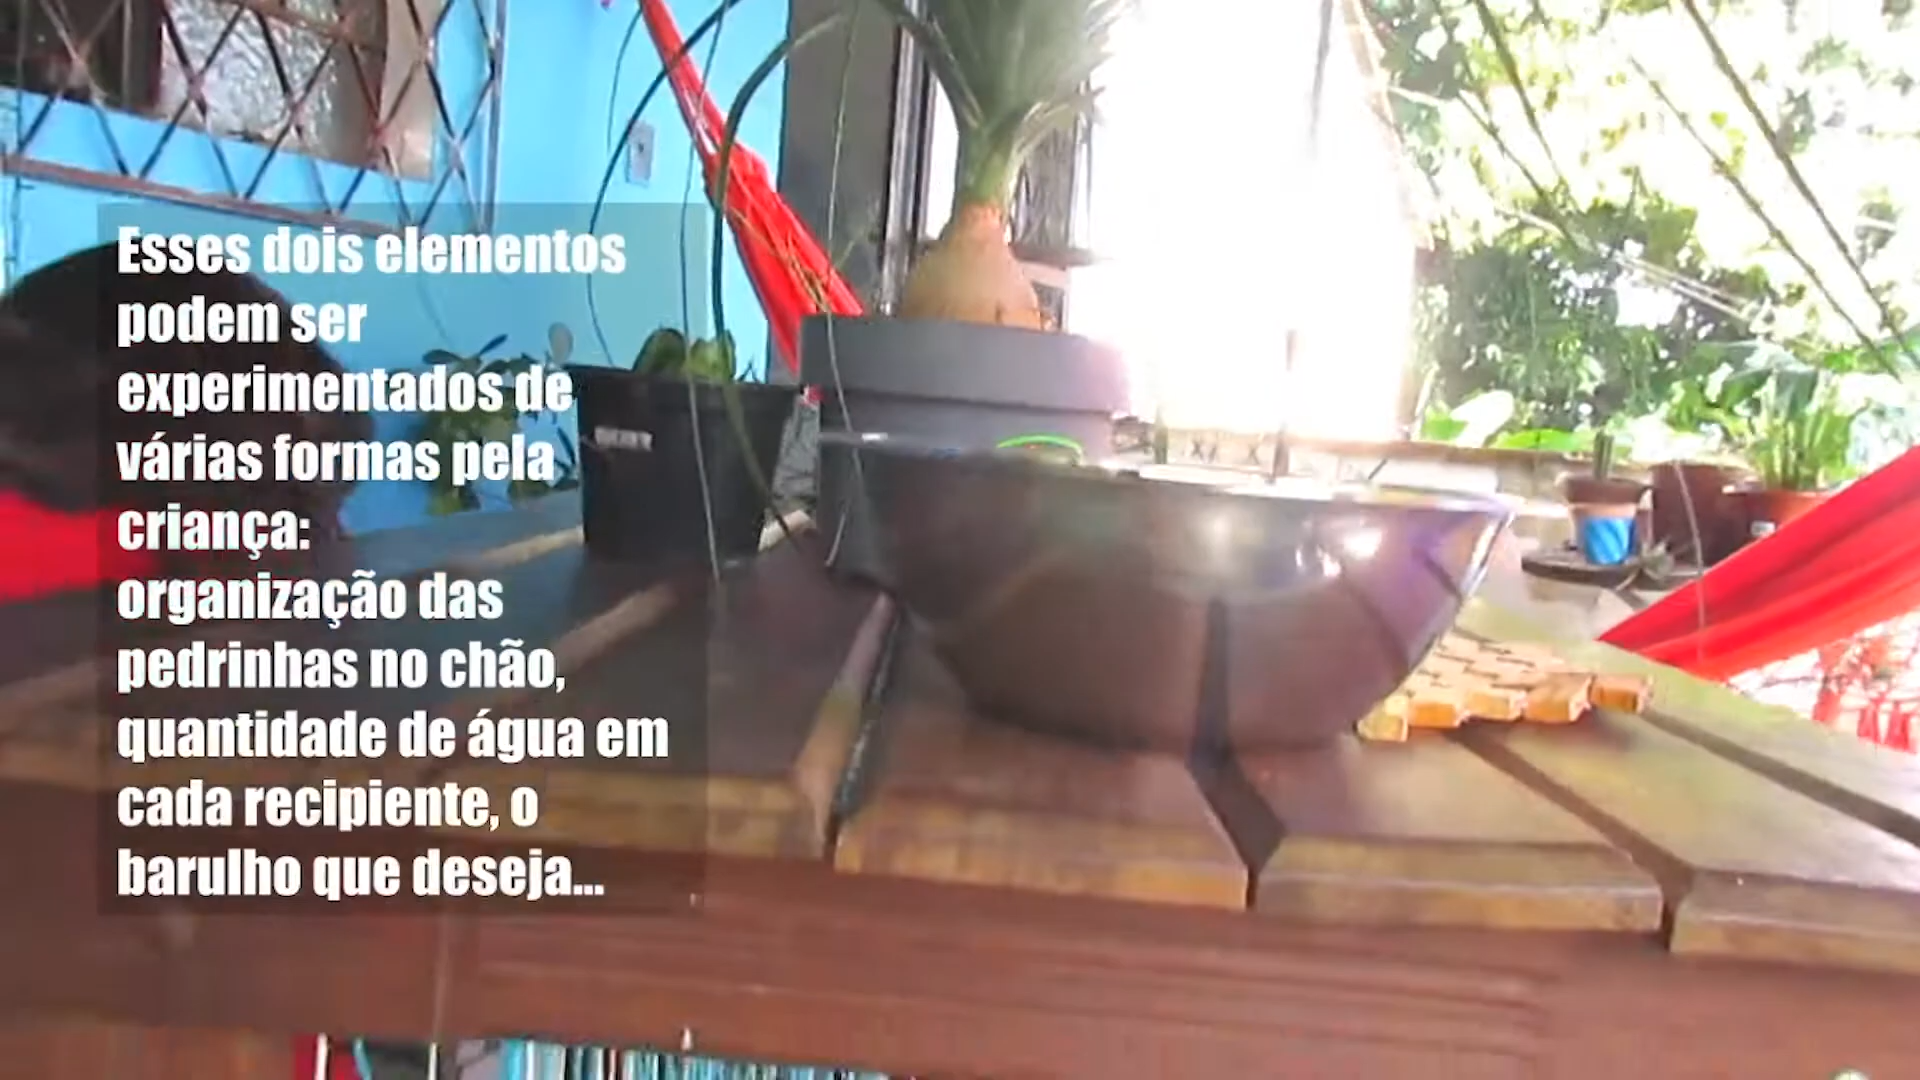 Esses dois elementos
podem ser
experimentados de
várias formas pela
criança:
organização das
pedrinhas no chão,
quantidade de água em
cada recipiente, o
barulho que deseja...